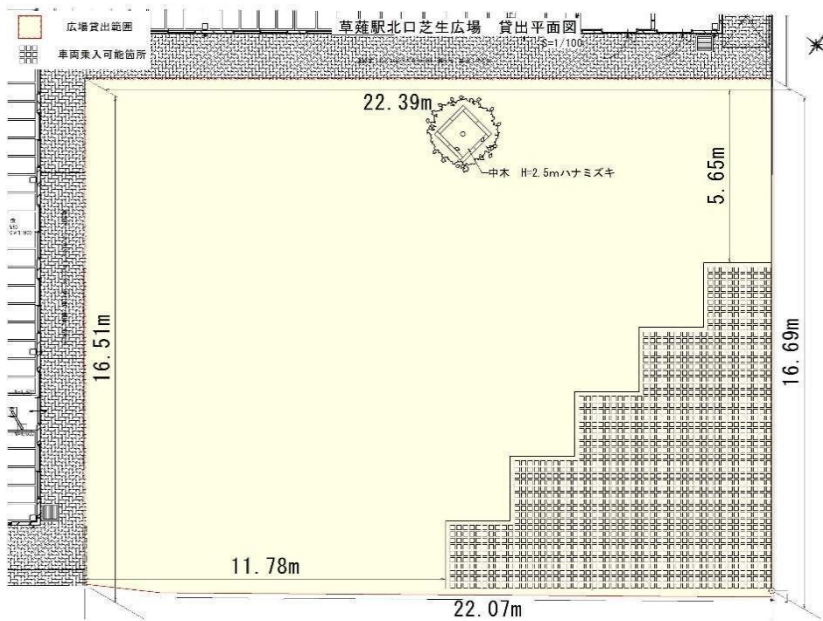 広場貸出範囲
草薙駅北口芝生広場 貸出平面図
S=1/100
車両乗入可能箇所
22.39m
中木 H=2.5mハナミズキ
5.65m
16.51m
16.69m
11.78m
22.07m